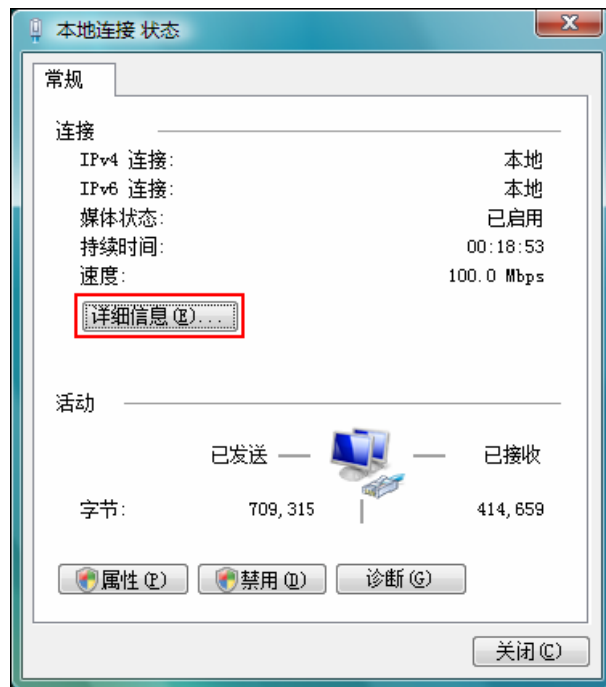 本地连接 状态
常规
连接
IPv4 连接: 本地
IPv6 连接: 本地
媒体状态: 已启用
持续时间: 00:18:53
速度: 100.0 Mbps
详细信息(E)...
活动
已发送 — — 已接收
字节: 709,315 414,659
属性(P) 禁用(D) 诊断(G)
关闭(C)